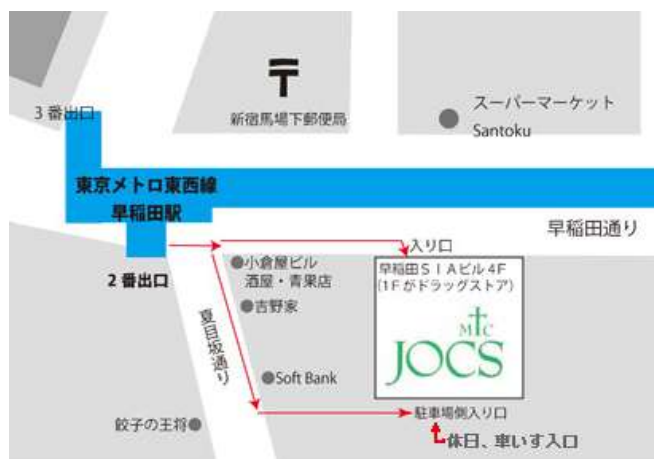 3番出口
新宿馬場下郵便局
スーパーマーケット
Santoku
東京メトロ東西線
早稲田駅
早稲田通り
入り口
2番出口
小倉屋ビル
酒屋・青果店
早稲田SIAビル4F
(1Fがドラッグストア)
吉野家
夏目坂通り
MTC
JOCS
Soft Bank
餃子の王将
駐車場側入り口
休日、車いす入口